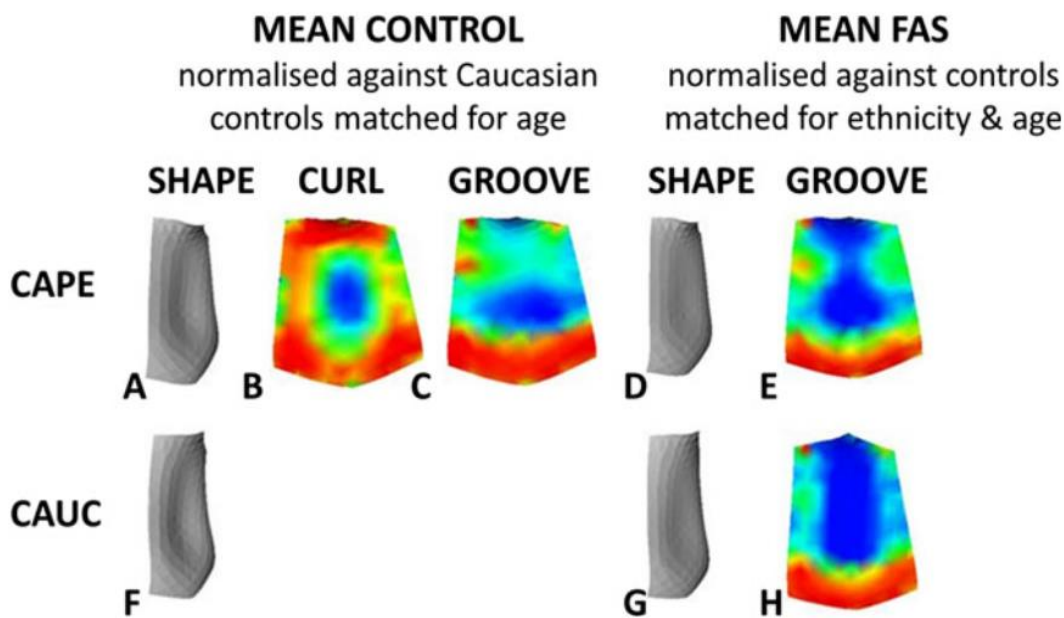 MEAN CONTROL
normalised against Caucasian
controls matched for age
MEAN FAS
normalised against controls
matched for ethnicity & age
SHAPE CURL GROOVE SHAPE GROOVE
CAPE
A B C D E
CAUC
F G H